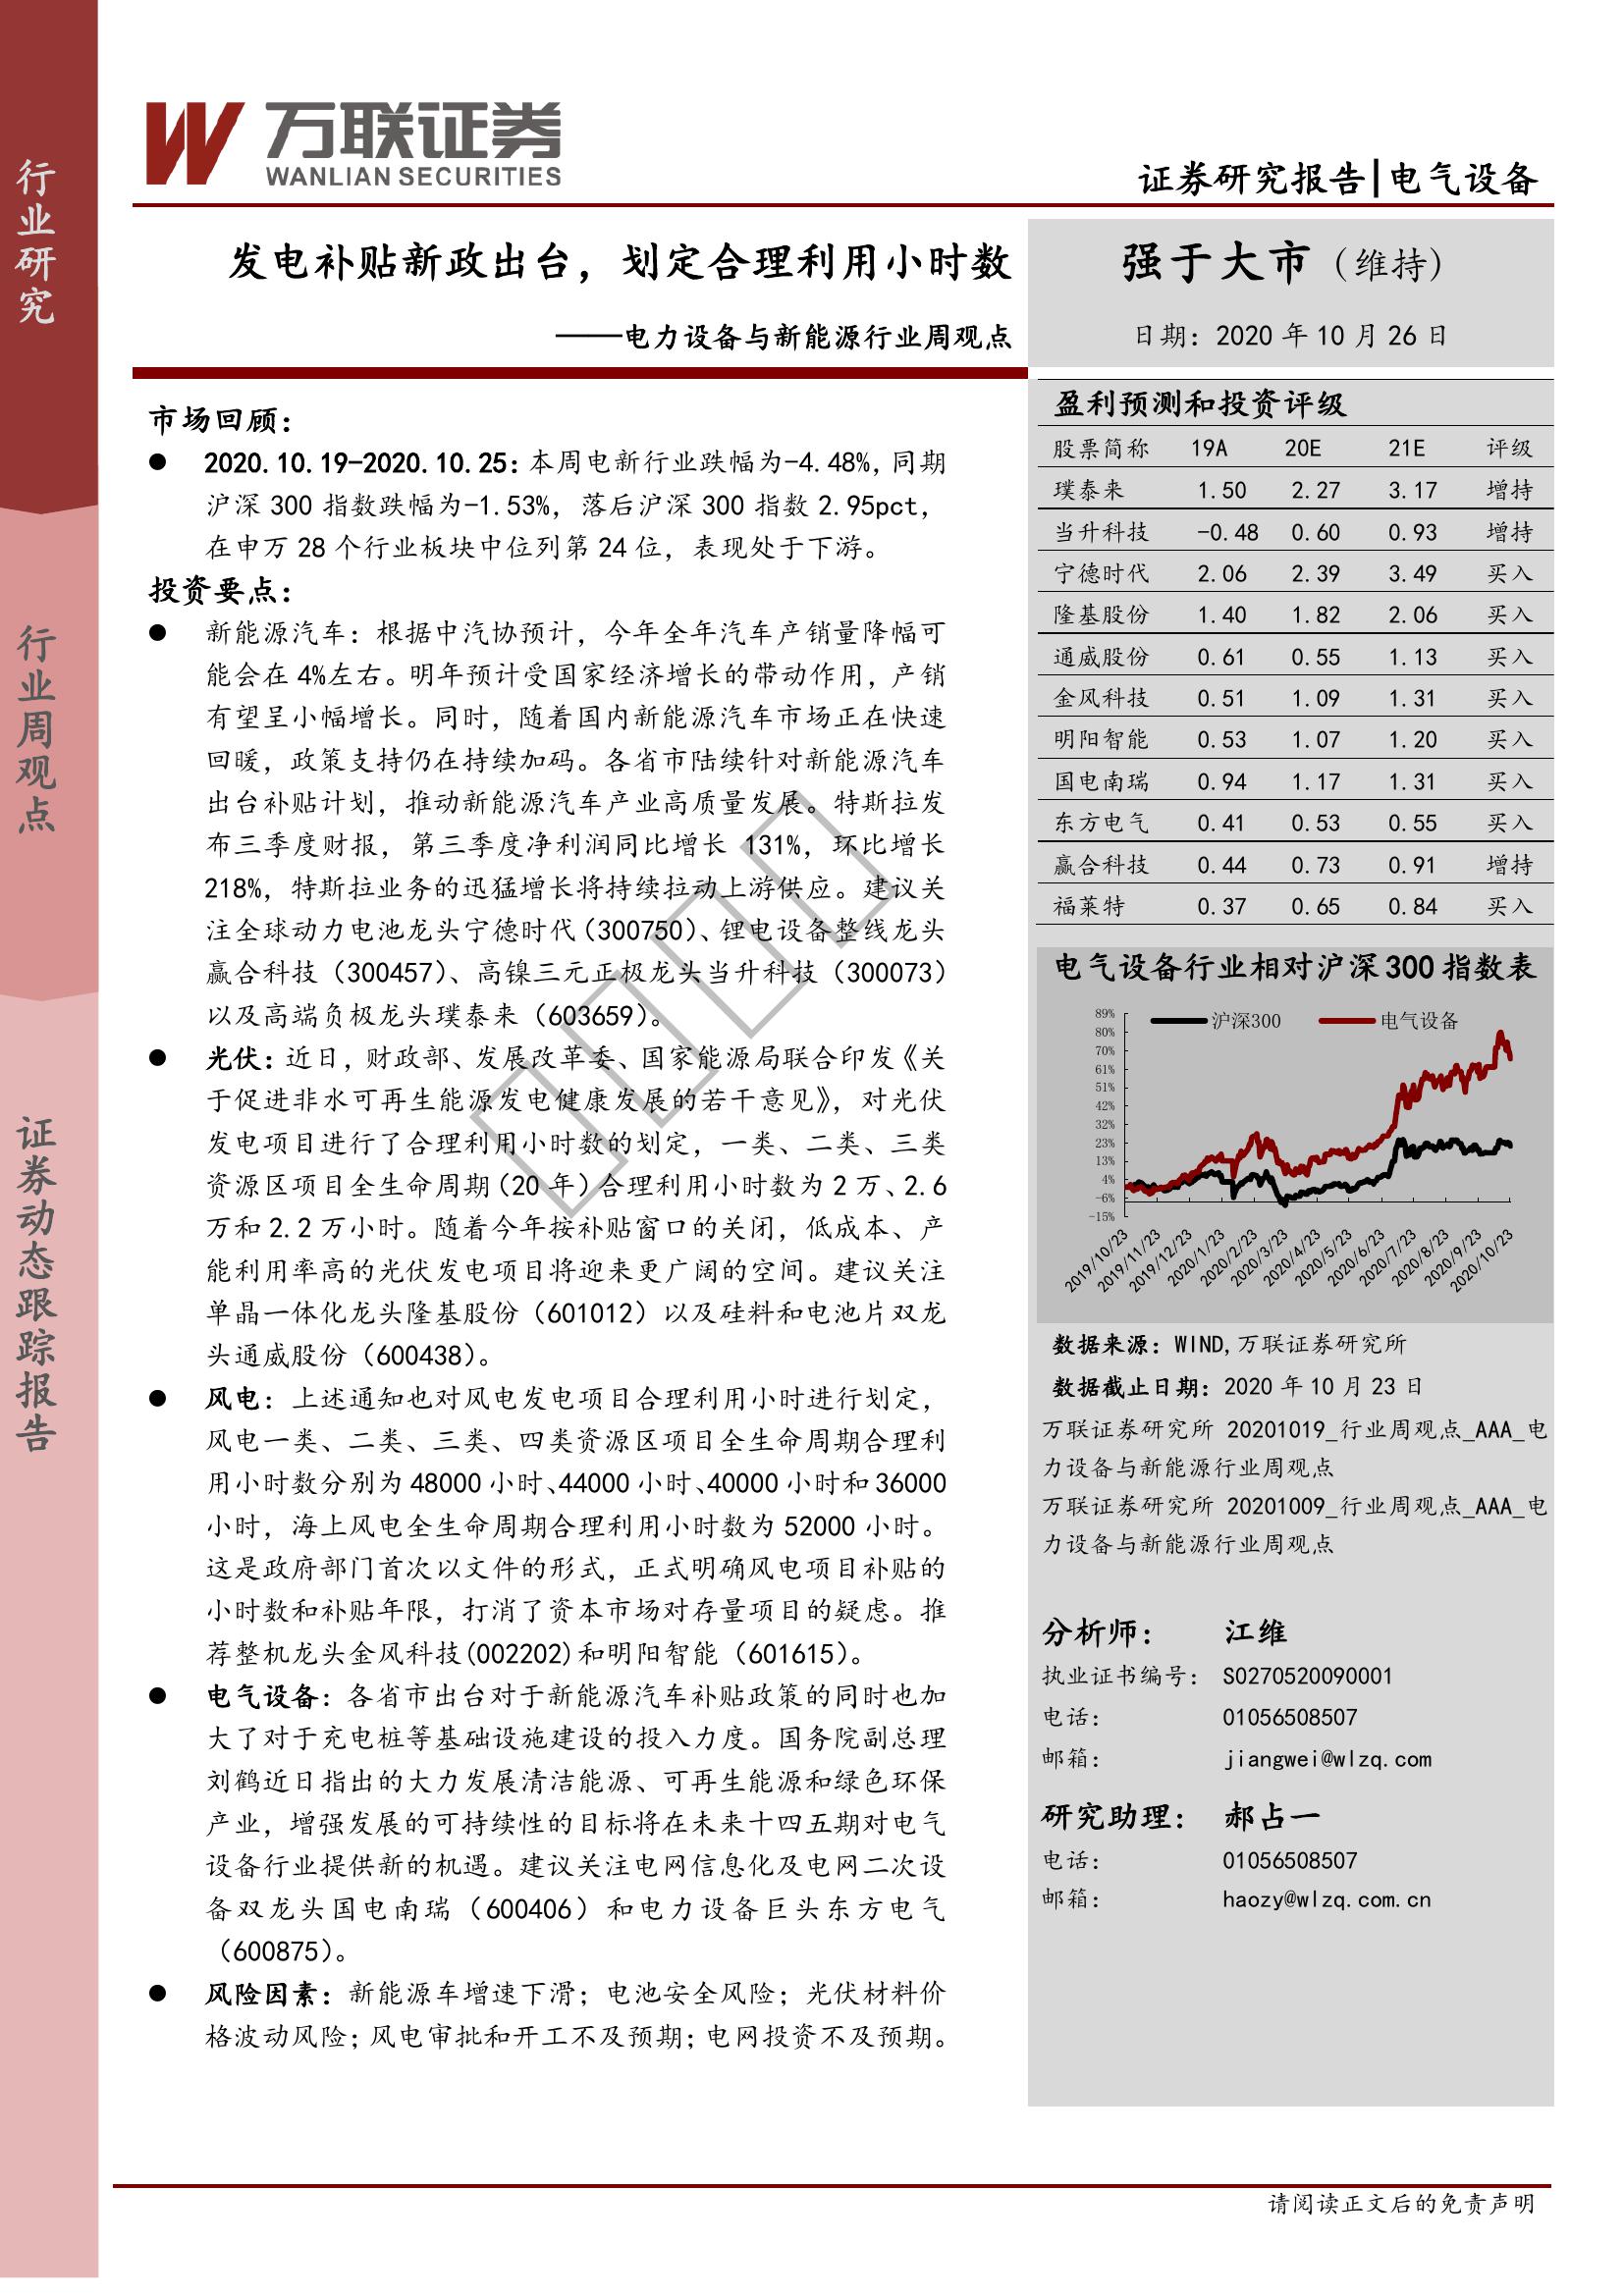 行业研究
行业周观点
证券动态跟踪报告
万联证券
WANLIAN SECURITIES
证券研究报告|电气设备
发电补贴新政出台，划定合理利用小时数
——电力设备与新能源行业周观点
强于大市（维持）
日期：2020 年 10 月 26 日
市场回顾：
● 2020.10.19-2020.10.25：本周电新行业跌幅为-4.48%，同期
沪深 300 指数跌幅为-1.53%，落后沪深 300 指数 2.95pct，
在申万 28 个行业板块中位列第 24 位，表现处于下游。
投资要点：
● 新能源汽车：根据中汽协预计，今年全年汽车产销量降幅可
能会在 4%左右。明年预计受国家经济增长的带动作用，产销
有望呈小幅增长。同时，随着国内新能源汽车市场正在快速
回暖，政策支持仍在持续加码。各省市陆续针对新能源汽车
出台补贴计划，推动新能源汽车产业高质量发展。特斯拉发
布三季度财报，第三季度净利润同比增长 131%，环比增长
218%，特斯拉业务的迅猛增长将持续拉动上游供应。建议关
注全球动力电池龙头宁德时代（300750）、锂电设备整线龙头
赢合科技（300457）、高镍三元正极龙头当升科技（300073）
以及高端负极龙头璞泰来（603659）。
● 光伏：近日，财政部、发展改革委、国家能源局联合印发《关
于促进非水可再生能源发电健康发展的若干意见》，对光伏
发电项目进行了合理利用小时数的划定，一类、二类、三类
资源区项目全生命周期（20 年）合理利用小时数为 2 万、2.6
万和 2.2 万小时。随着今年按补贴窗口的关闭，低成本、产
能利用率高的光伏发电项目将迎来更广阔的空间。建议关注
单晶一体化龙头隆基股份（601012）以及硅料和电池片双龙
头通威股份（600438）。
● 风电：上述通知也对风电发电项目合理利用小时进行划定，
风电一类、二类、三类、四类资源区项目全生命周期合理利
用小时数分别为 48000 小时、44000 小时、40000 小时和 36000
小时，海上风电全生命周期合理利用小时数为 52000 小时。
这是政府部门首次以文件的形式，正式明确风电项目补贴的
小时数和补贴年限，打消了资本市场对存量项目的疑虑。推
荐整机龙头金风科技(002202)和明阳智能（601615）。
● 电气设备：各省市出台对于新能源汽车补贴政策的同时也加
大了对于充电桩等基础设施建设的投入力度。国务院副总理
刘鹤近日指出的大力发展清洁能源、可再生能源和绿色环保
产业，增强发展的可持续性的目标将在未来十四五期对电气
设备行业提供新的机遇。建议关注电网信息化及电网二次设
备双龙头国电南瑞（600406）和电力设备巨头东方电气
（600875）。
● 风险因素：新能源车增速下滑；电池安全风险；光伏材料价
格波动风险；风电审批和开工不及预期；电网投资不及预期。
盈利预测和投资评级
股票简称 19A 20E 21E 评级
璞泰来 1.50 2.27 3.17 增持
当升科技 -0.48 0.60 0.93 增持
宁德时代 2.06 2.39 3.49 买入
隆基股份 1.40 1.82 2.06 买入
通威股份 0.61 0.55 1.13 买入
金风科技 0.51 1.09 1.31 买入
明阳智能 0.53 1.07 1.20 买入
国电南瑞 0.94 1.17 1.31 买入
东方电气 0.41 0.53 0.55 买入
赢合科技 0.44 0.73 0.91 增持
福莱特 0.37 0.65 0.84 买入
电气设备行业相对沪深 300 指数表
沪深300 电气设备
89%
80%
70%
61%
51%
42%
32%
23%
13%
4%
-6%
-15%
2019/10/23
2019/11/23
2019/12/23
2020/1/23
2020/2/23
2020/3/23
2020/4/23
2020/5/23
2020/6/23
2020/7/23
2020/8/23
2020/9/23
2020/10/23
数据来源：WIND,万联证券研究所
数据截止日期：2020 年 10 月 23 日
万联证券研究所 20201019_行业周观点_AAA_电
力设备与新能源行业周观点
万联证券研究所 20201009_行业周观点_AAA_电
力设备与新能源行业周观点
分析师： 江维
执业证书编号： S0270520090001
电话： 01056508507
邮箱： jiangwei@wlzq.com
研究助理： 郝占一
电话： 01056508507
邮箱： haozy@wlzq.com.cn
请阅读正文后的免责声明